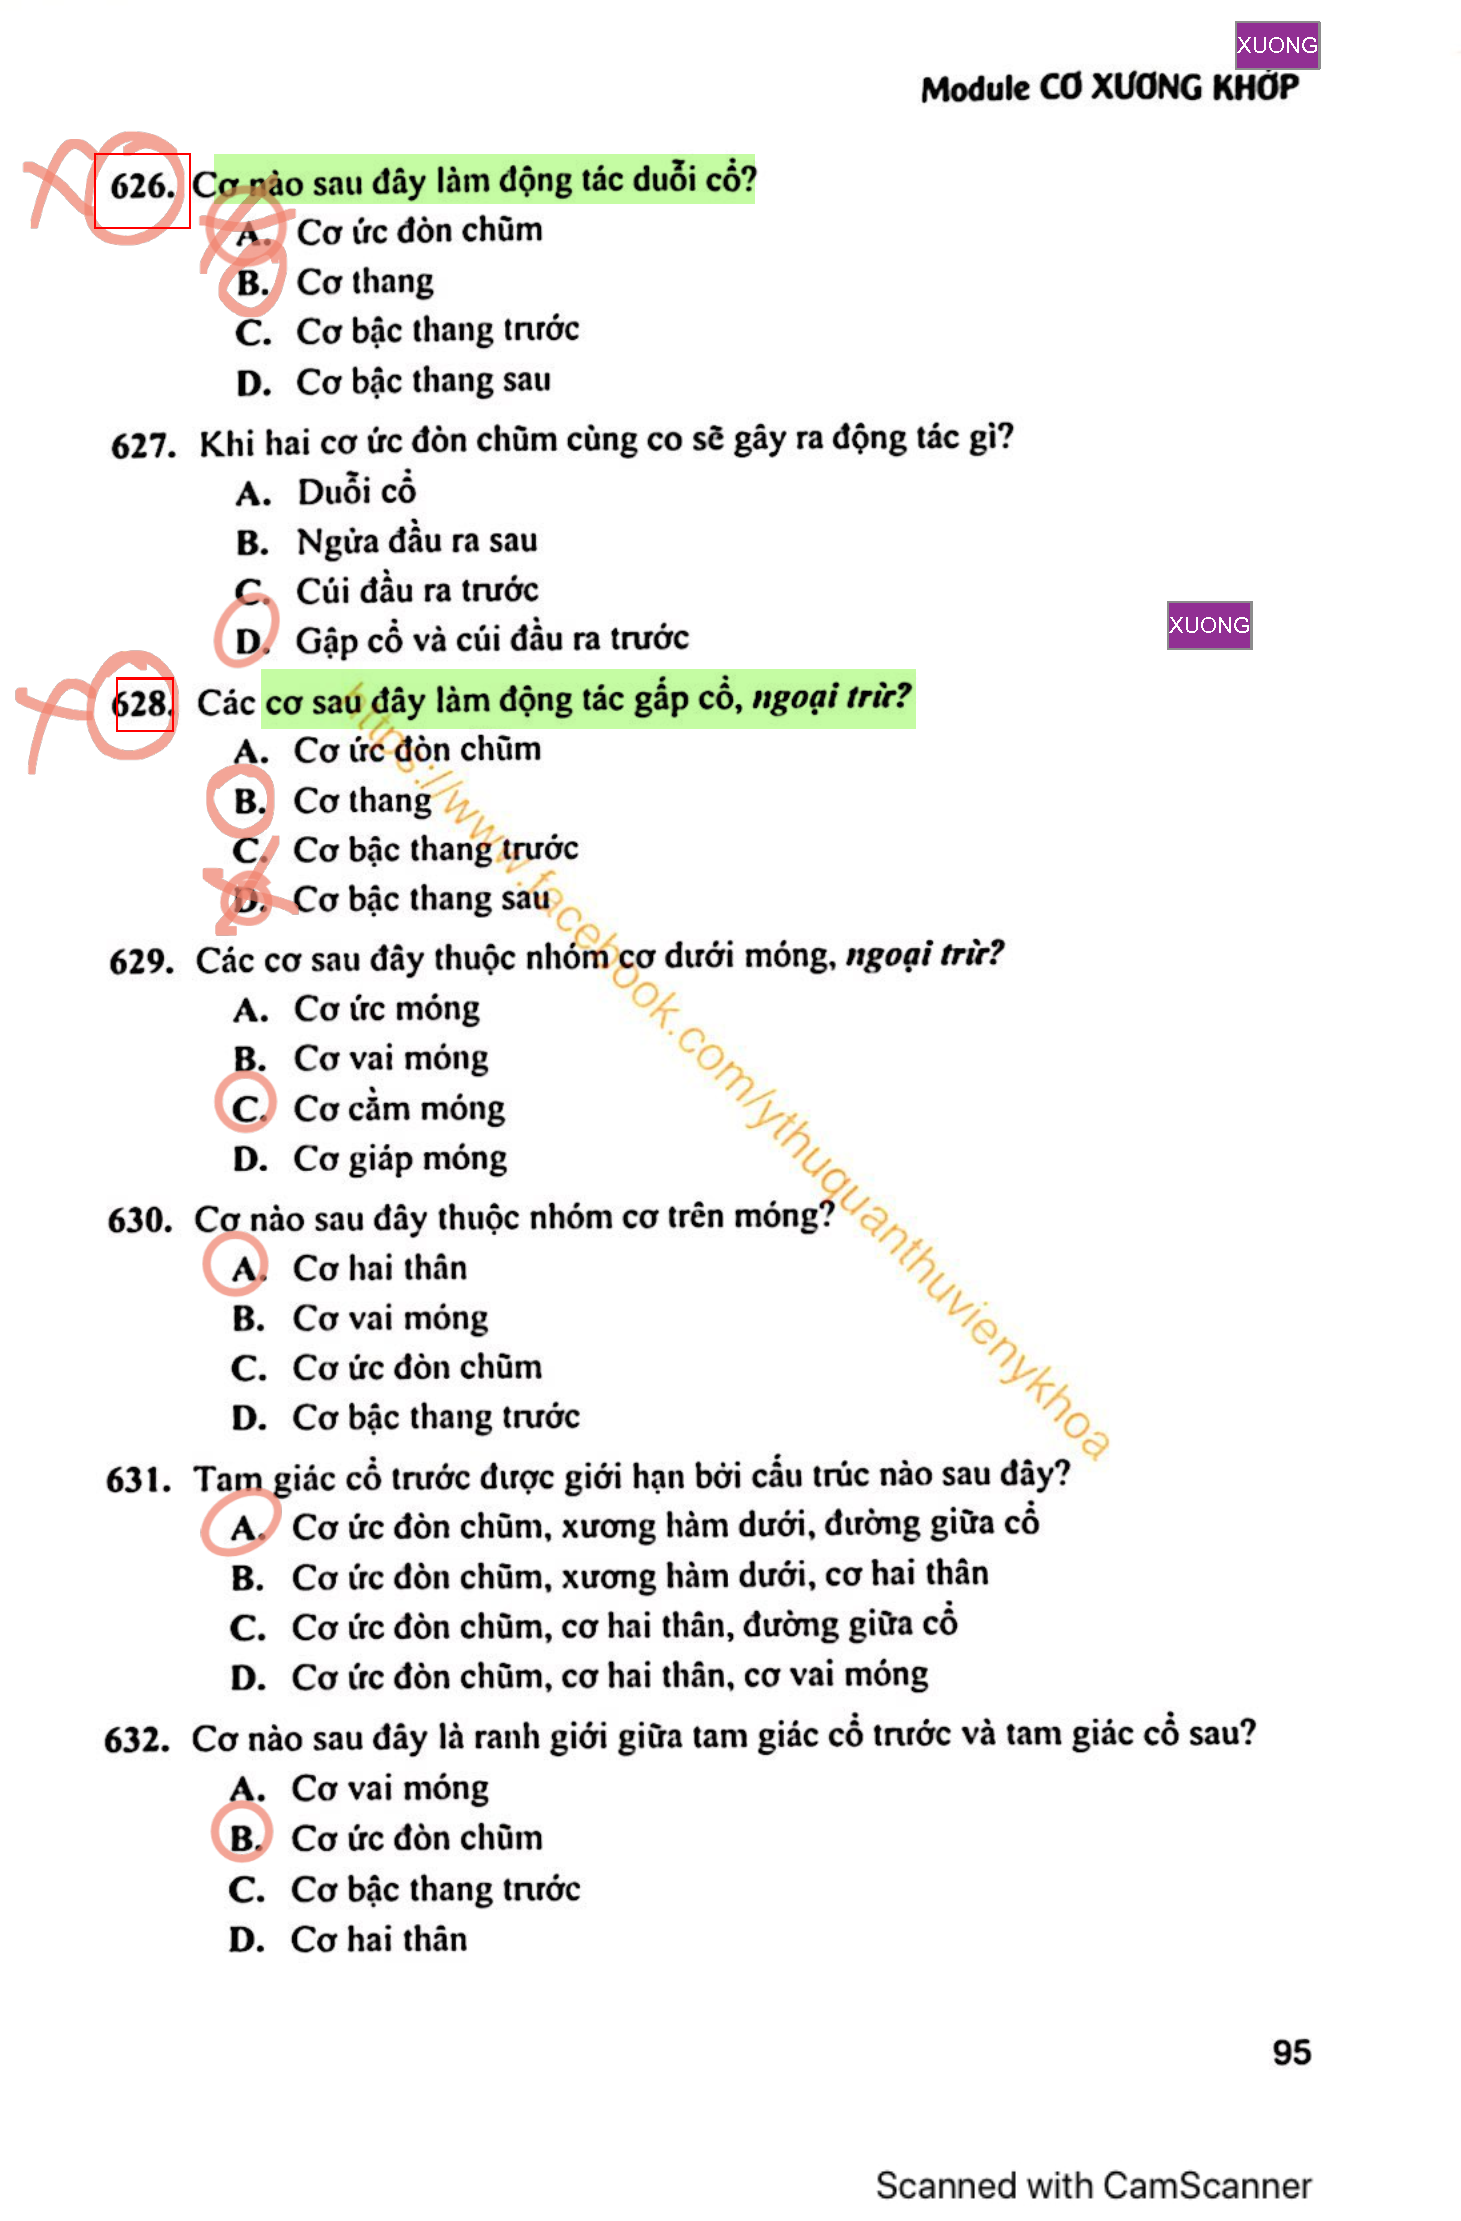 XUONG
Module CƠ XƯƠNG KHỚP
626. Cơ nào sau đây làm động tác duỗi cổ?
A. Cơ ức đòn chũm
B. Cơ thang
C. Cơ bậc thang trước
D. Cơ bậc thang sau
627. Khi hai cơ ức đòn chũm cùng co sẽ gây ra động tác gì?
A. Duỗi cổ
B. Ngửa đầu ra sau
C. Cúi đầu ra trước
D. Gập cổ và cúi đầu ra trước
XUONG
628. Các cơ sau đây làm động tác gấp cổ, ngoại trừ?
A. Cơ ức đòn chũm
B. Cơ thang
C. Cơ bậc thang trước
D. Cơ bậc thang sau
629. Các cơ sau đây thuộc nhóm cơ dưới móng, ngoại trừ?
A. Cơ ức móng
B. Cơ vai móng
C. Cơ cằm móng
D. Cơ giáp móng
630. Cơ nào sau đây thuộc nhóm cơ trên móng?
A. Cơ hai thân
B. Cơ vai móng
C. Cơ ức đòn chũm
D. Cơ bậc thang trước
631. Tam giác cổ trước được giới hạn bởi cấu trúc nào sau đây?
A. Cơ ức đòn chũm, xương hàm dưới, đường giữa cổ
B. Cơ ức đòn chũm, xương hàm dưới, cơ hai thân
C. Cơ ức đòn chũm, cơ hai thân, đường giữa cổ
D. Cơ ức đòn chũm, cơ hai thân, cơ vai móng
632. Cơ nào sau đây là ranh giới giữa tam giác cổ trước và tam giác cổ sau?
A. Cơ vai móng
B. Cơ ức đòn chũm
C. Cơ bậc thang trước
D. Cơ hai thân
https://www.facebook.com/ythuquanthuvienykhoa
95
Scanned with CamScanner